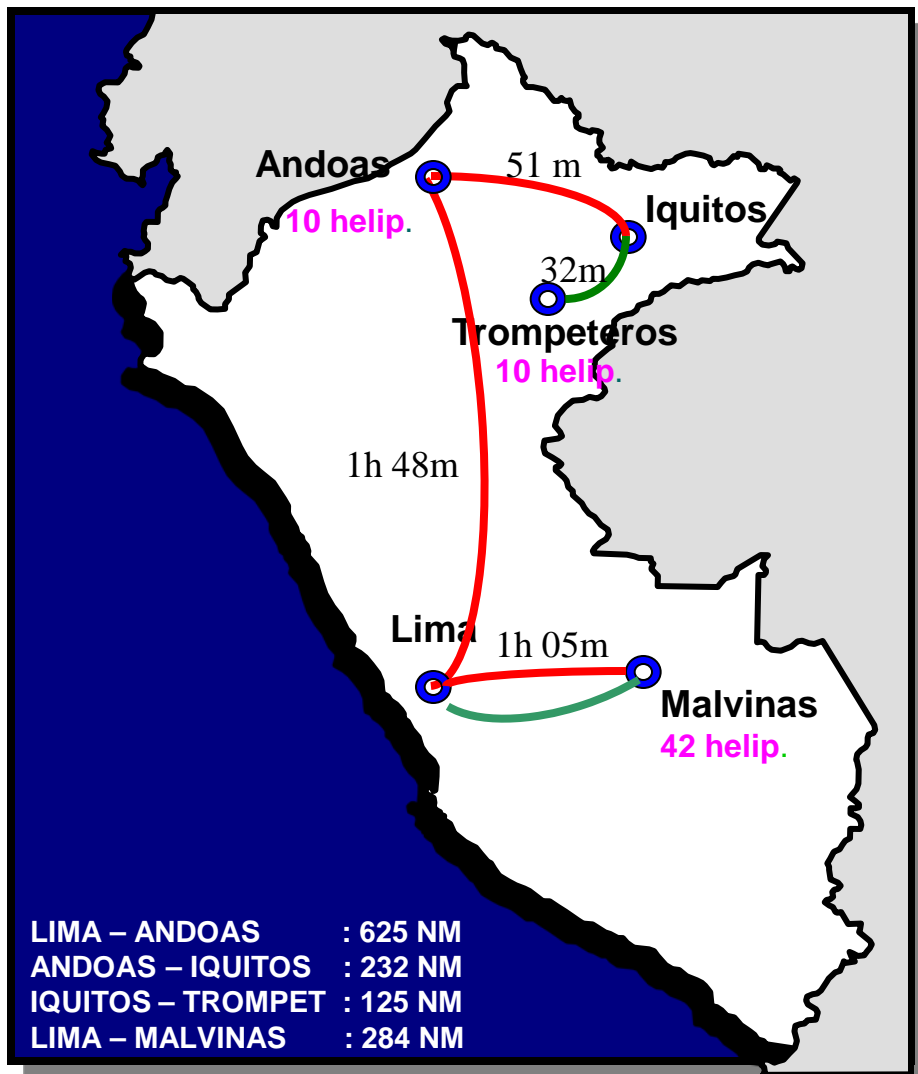 Andoas
51 m
10 helip.
Iquitos
32m
Trompeteros
10 helip.
1h 48m
Lima
1h 05m
Malvinas
42 helip.
LIMA – ANDOAS : 625 NM
ANDOAS – IQUITOS : 232 NM
IQUITOS – TROMPET : 125 NM
LIMA – MALVINAS : 284 NM